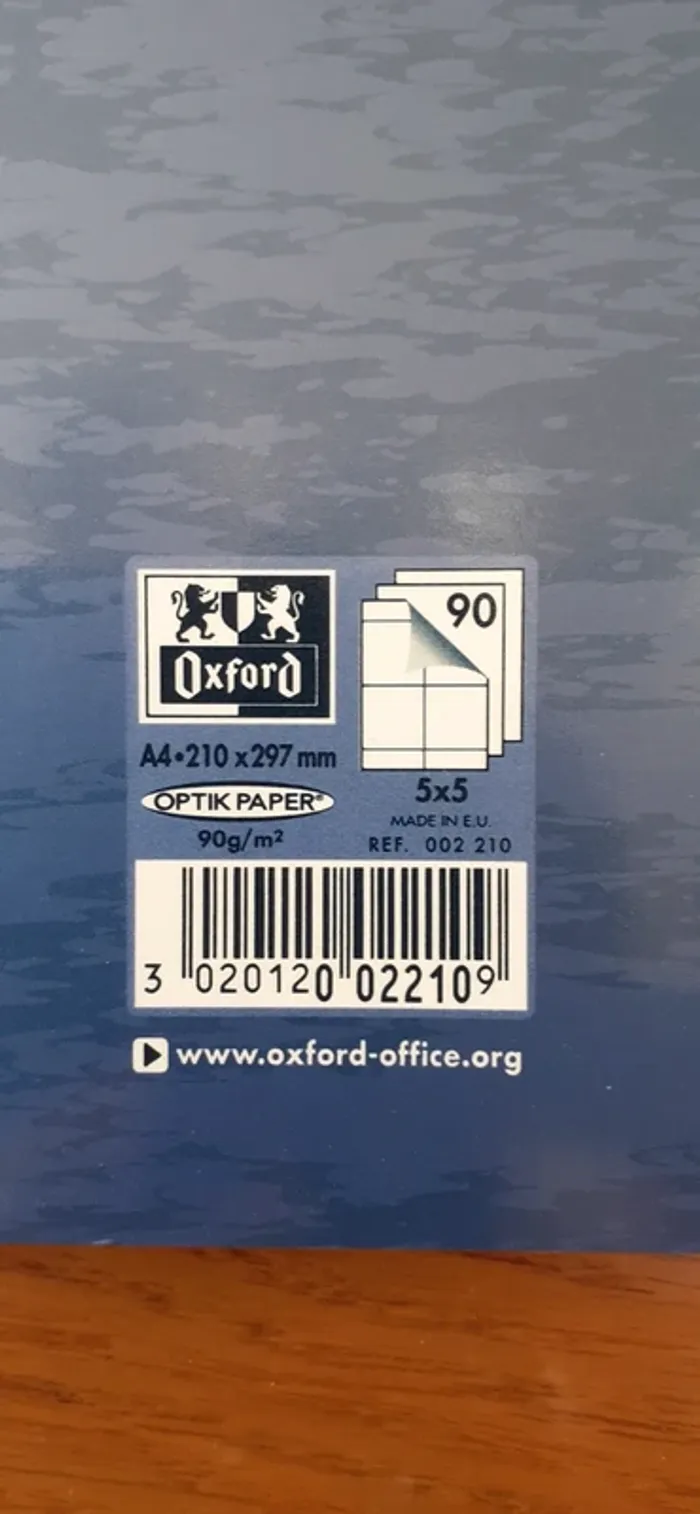 Oxford
90
A4•210 x 297 mm
OPTIK PAPER®
90g/m²
5x5
MADE IN E.U.
REF. 002 210
3 020120 022109
www.oxford-office.org